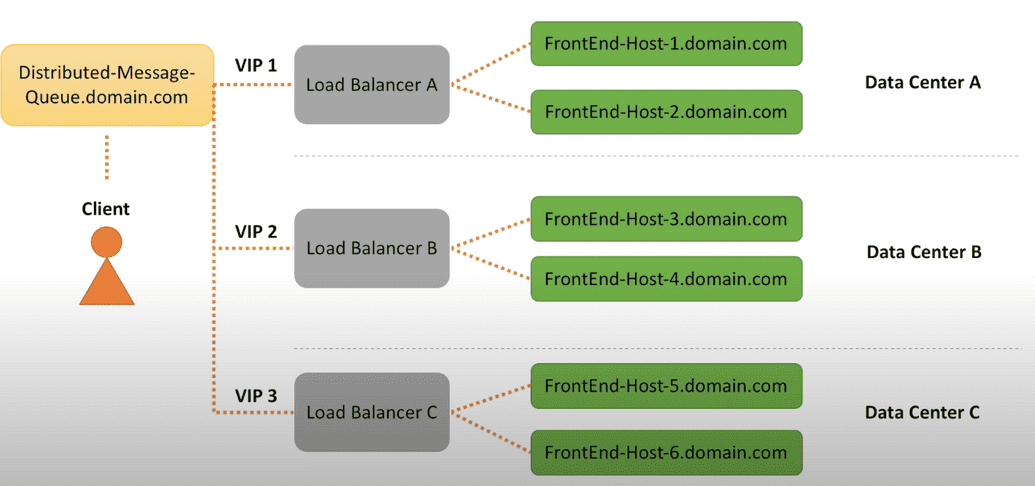 Distributed-Message-
Queue.domain.com
Client
VIP 1
Load Balancer A
FrontEnd-Host-1.domain.com
FrontEnd-Host-2.domain.com
Data Center A
VIP 2
Load Balancer B
FrontEnd-Host-3.domain.com
FrontEnd-Host-4.domain.com
Data Center B
VIP 3
Load Balancer C
FrontEnd-Host-5.domain.com
FrontEnd-Host-6.domain.com
Data Center C